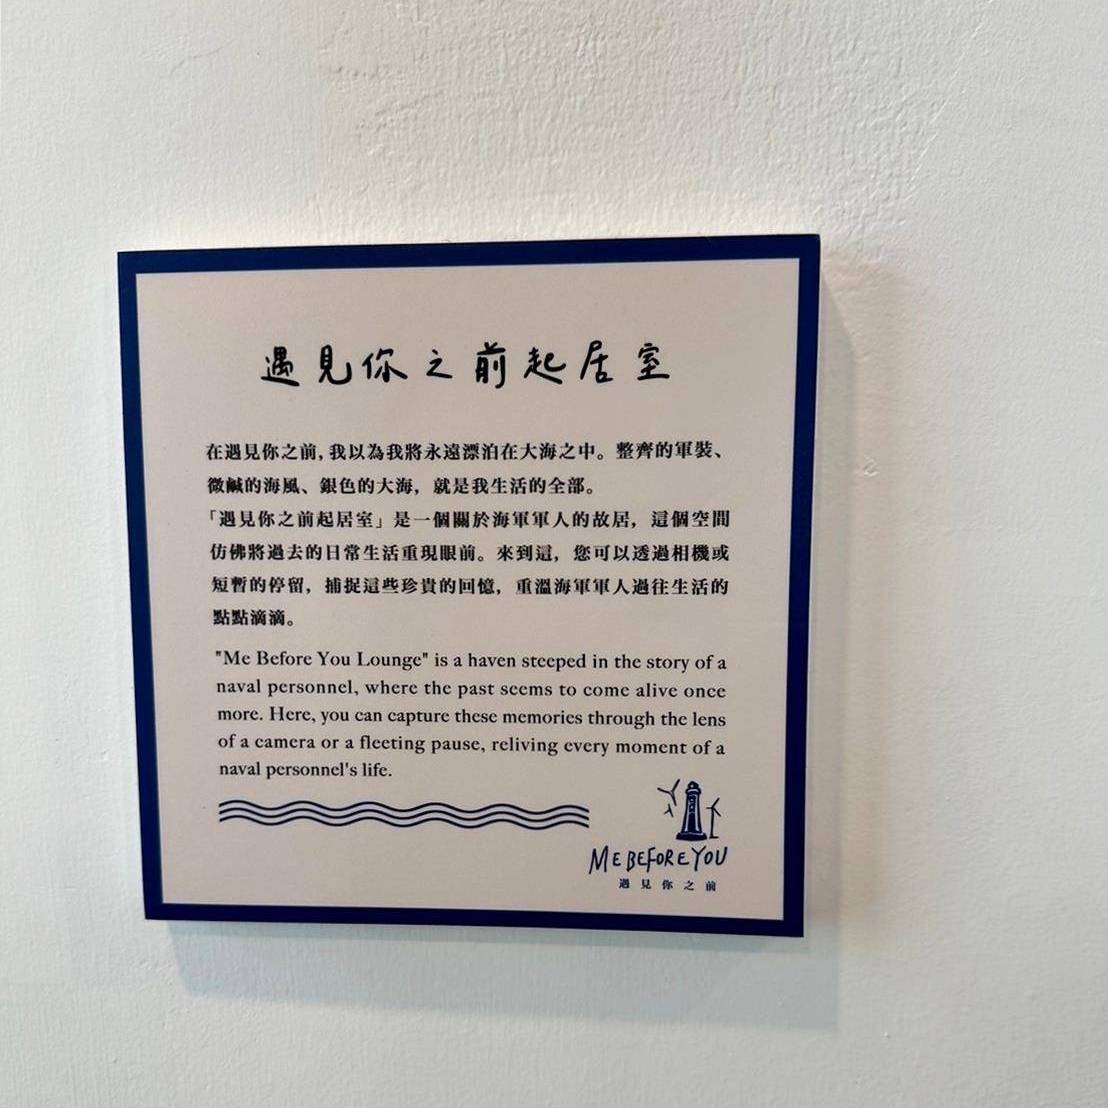 遇見你之前起居室
在遇見你之前,我以為我將永遠漂泊在大海之中。整齊的軍裝、
微鹹的海風、銀色的大海，就是我生活的全部。
「遇見你之前起居室」是一個關於海軍軍人的故居，這個空間
仿佛將過去的日常生活重現眼前。來到這，您可以透過相機或
短暫的停留，捕捉這些珍貴的回憶，重溫海軍軍人過往生活的
點點滴滴。
"Me Before You Lounge" is a haven steeped in the story of a
naval personnel, where the past seems to come alive once
more. Here, you can capture these memories through the lens
of a camera or a fleeting pause, reliving every moment of a
naval personnel's life.
ME BEFORE YOU
遇見你之前